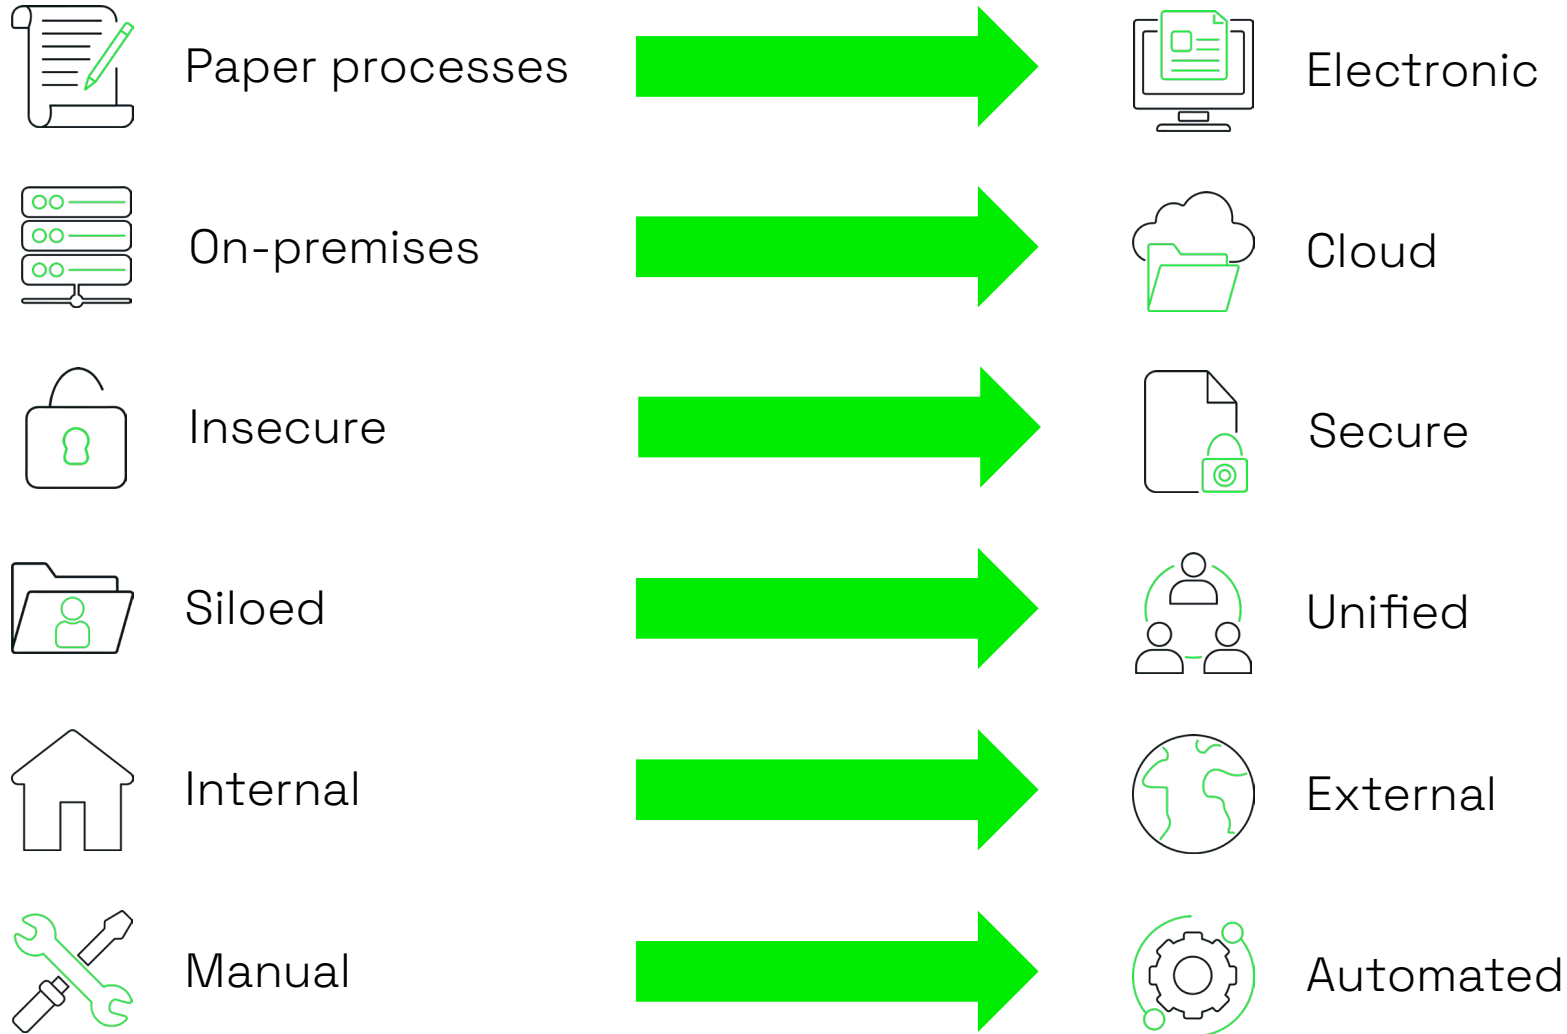 Paper processes
Electronic
On-premises
Cloud
Insecure
Secure
Siloed
Unified
Internal
External
Manual
Automated